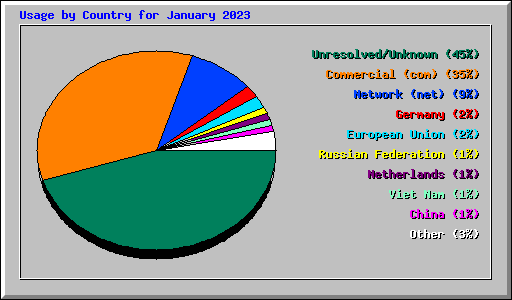 Usage by Country for January 2023
Unresolved/Unknown (45%)
Commercial (com) (35%)
Network (net) (9%)
Germany (2%)
European Union (2%)
Russian Federation (1%)
Netherlands (1%)
Viet Nam (1%)
China (1%)
Other (3%)